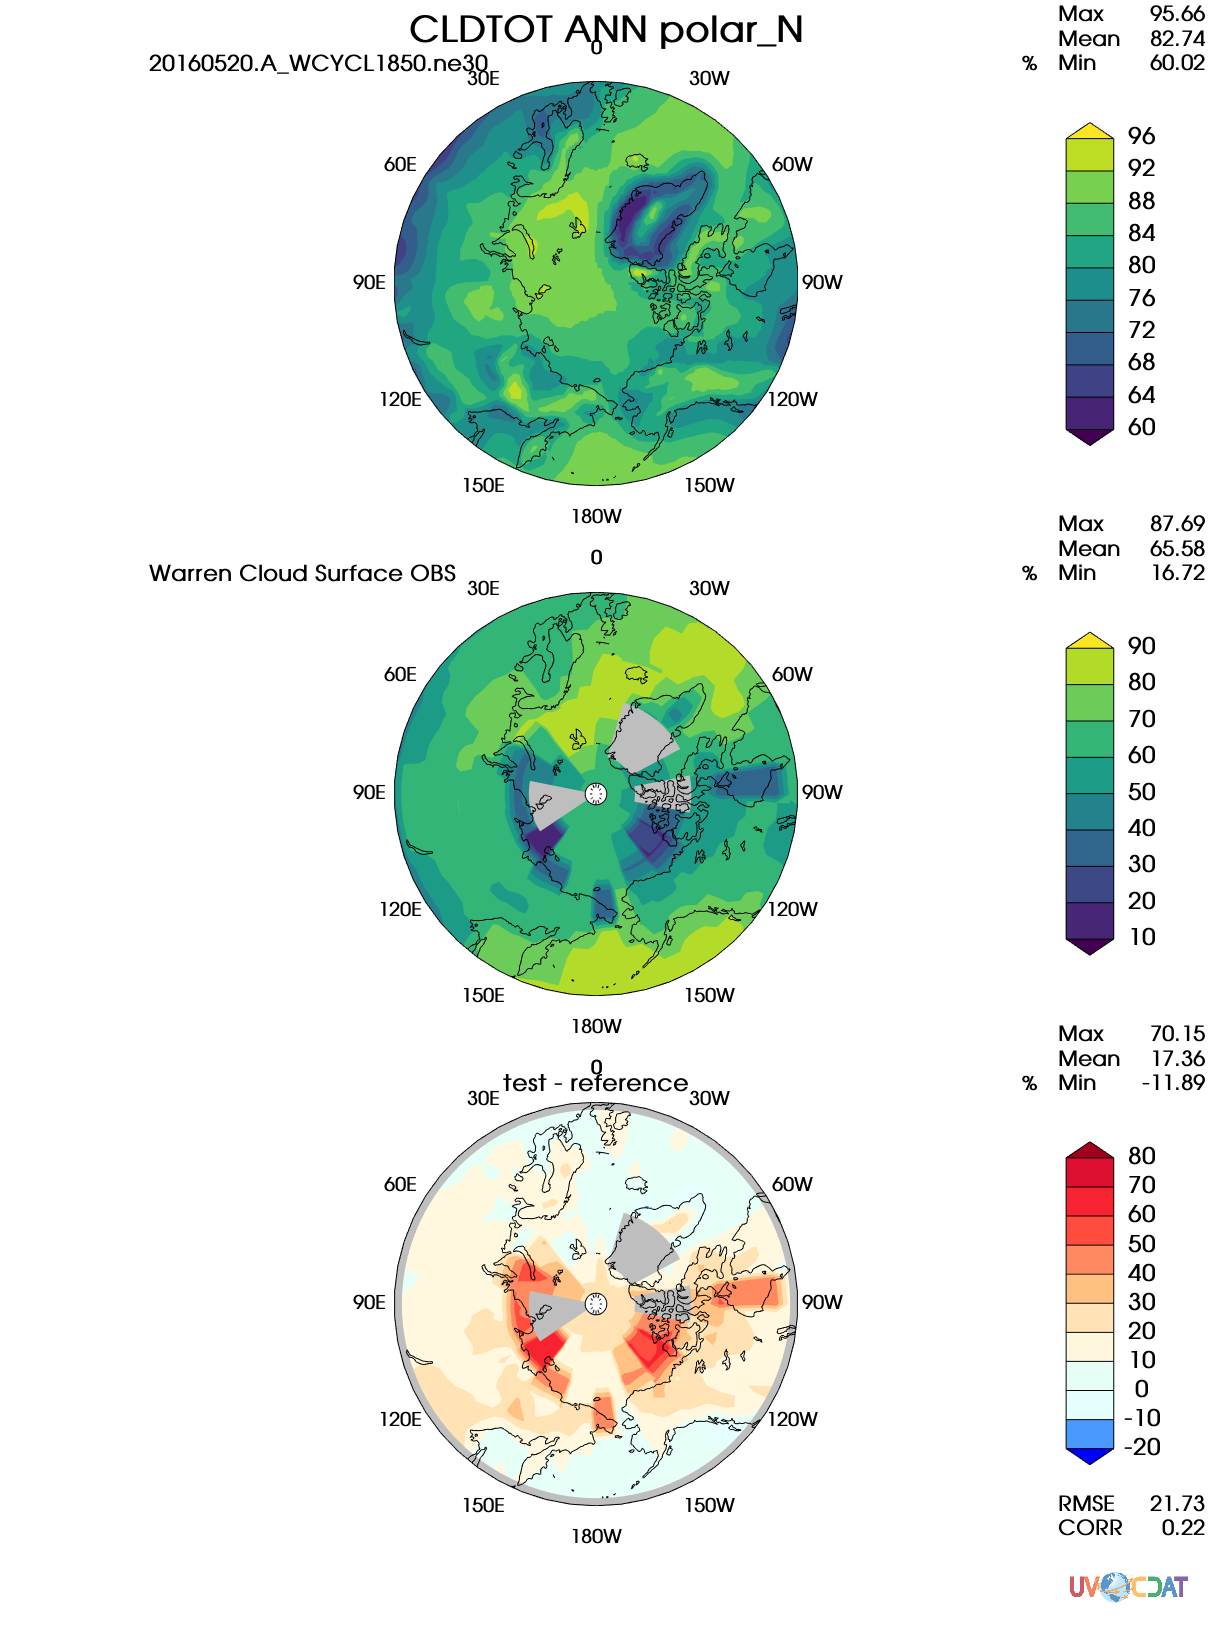 CLDTOT ANN polar_N
20160520.A_WCYCL1850.ne30
Max 95.66
Mean 82.74
% Min 60.02
0
30E 30W
60E 60W
90E 90W
120E 120W
150E 150W
180W
96
92
88
84
80
76
72
68
64
60
Warren Cloud Surface OBS
Max 87.69
Mean 65.58
% Min 16.72
0
30E 30W
60E 60W
90E 90W
120E 120W
150E 150W
180W
90
80
70
60
50
40
30
20
10
test - reference
Max 70.15
Mean 17.36
% Min -11.89
0
30E 30W
60E 60W
90E 90W
120E 120W
150E 150W
180W
80
70
60
50
40
30
20
10
0
-10
-20
RMSE 21.73
CORR 0.22
UV CDAT